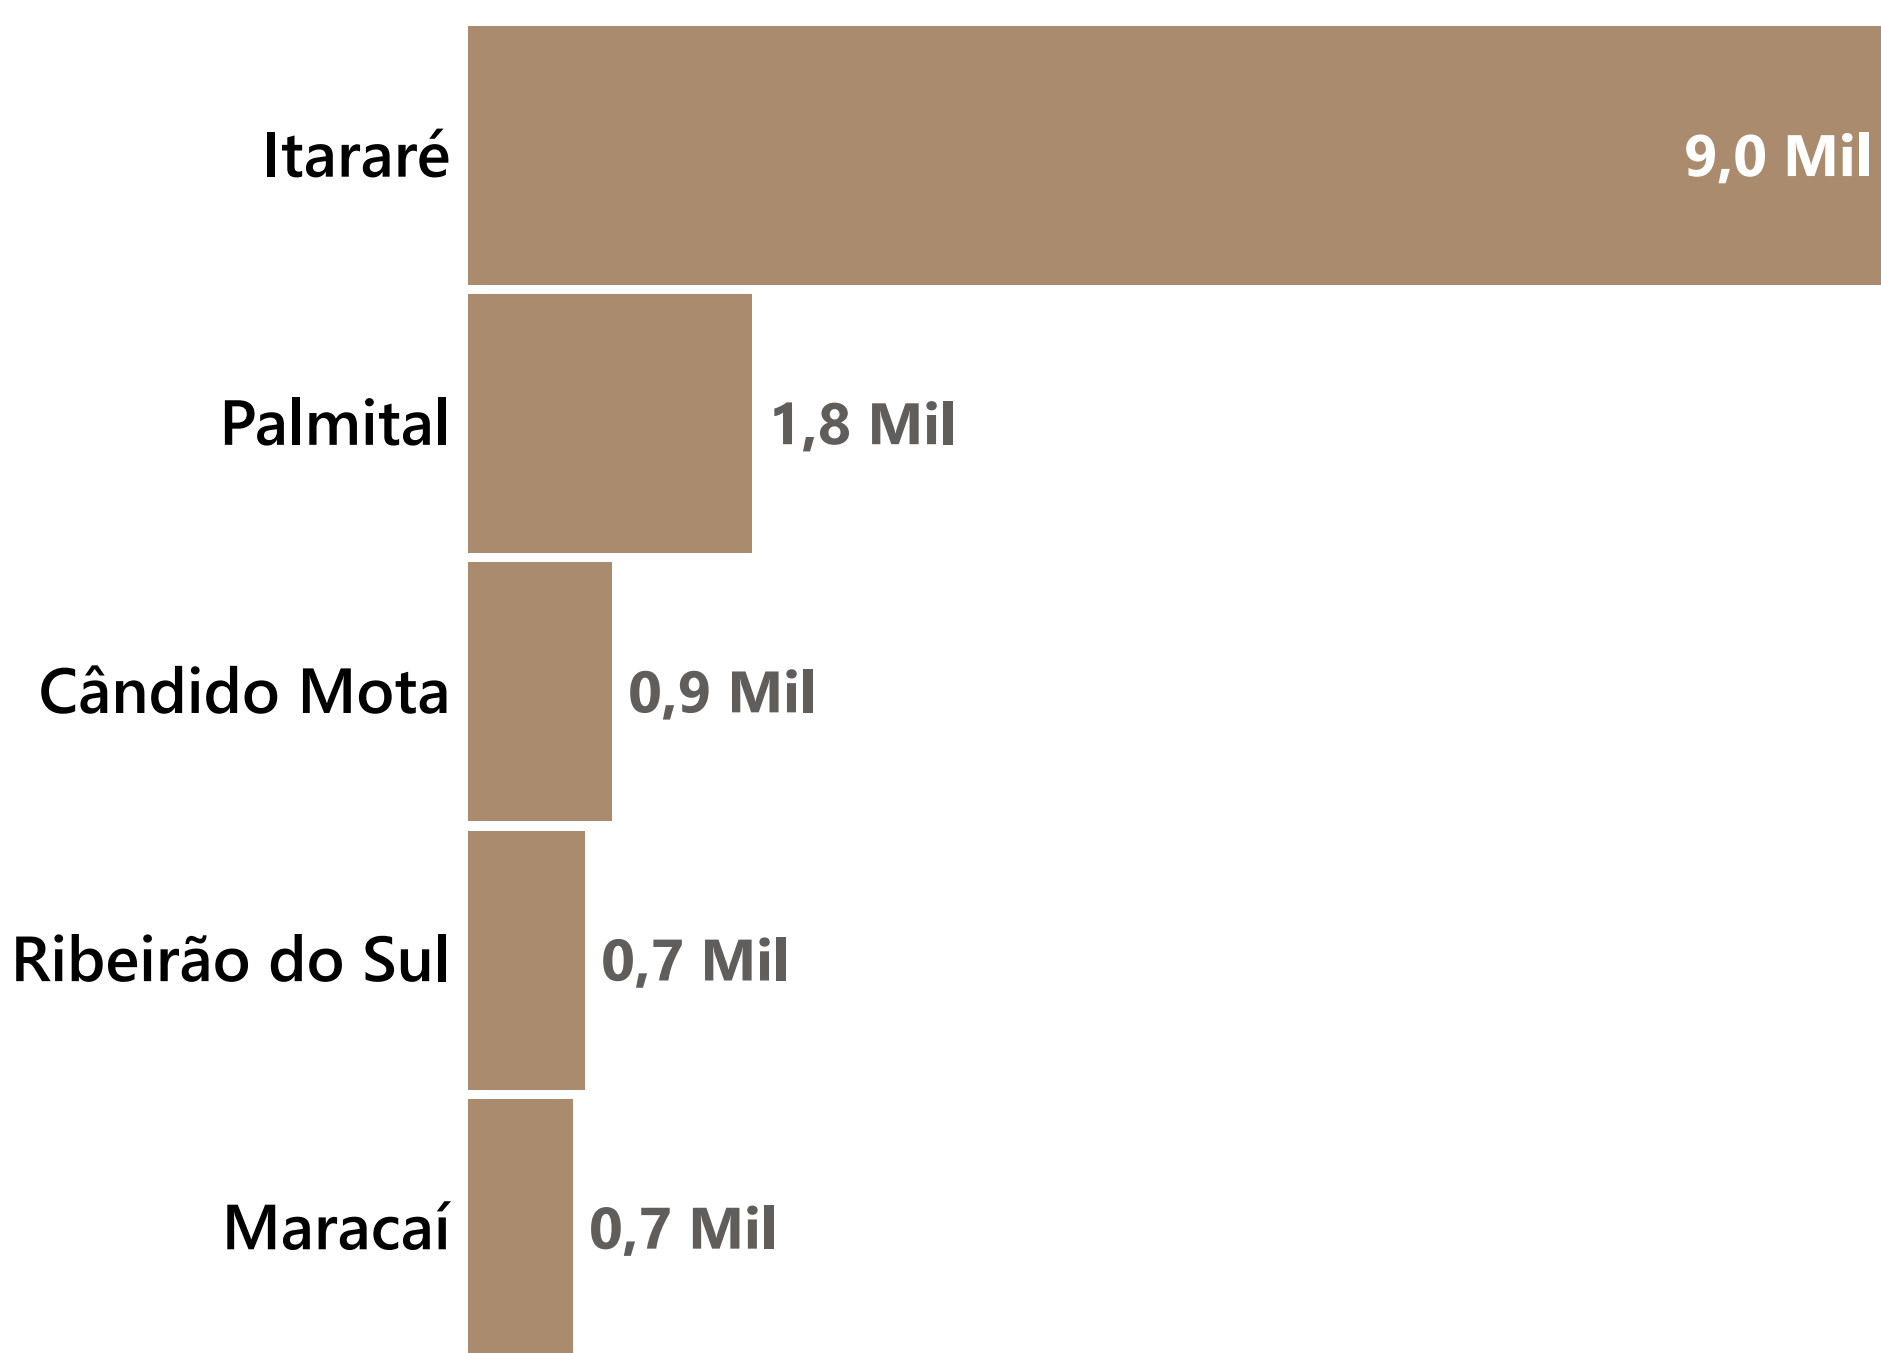 Itararé 9,0 Mil
Palmital 1,8 Mil
Cândido Mota 0,9 Mil
Ribeirão do Sul 0,7 Mil
Maracaí 0,7 Mil